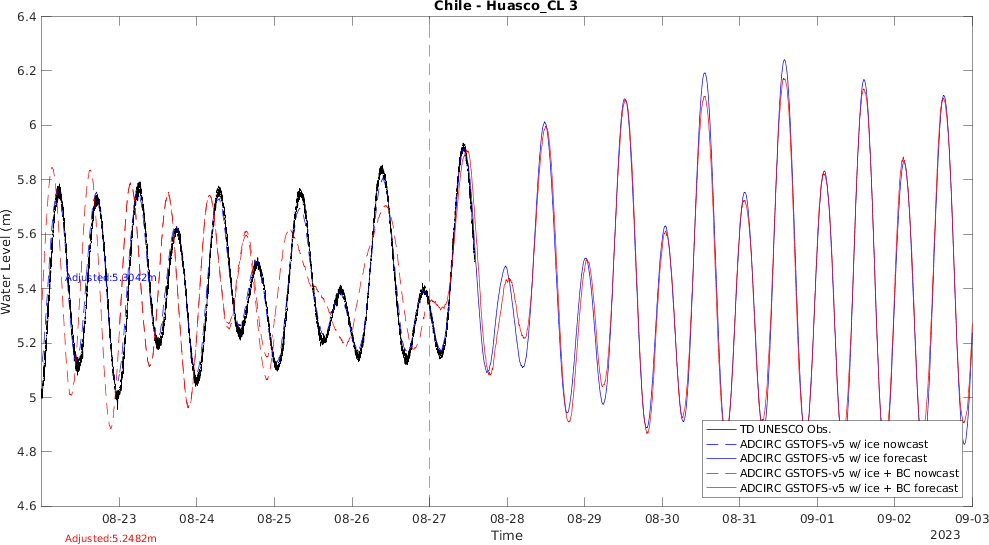 Chile - Huasco_CL 3
6.4
6.2
6
5.8
5.6
5.4
5.2
5
4.8
4.6
Water Level (m)
Adjusted:5.3042m
TD UNESCO Obs.
ADCIRC GSTOFS-v5 w/ ice nowcast
ADCIRC GSTOFS-v5 w/ ice forecast
ADCIRC GSTOFS-v5 w/ ice + BC nowcast
ADCIRC GSTOFS-v5 w/ ice + BC forecast
08-23 08-24 08-25 08-26 08-27 08-28 08-29 08-30 08-31 09-01 09-02 09-03
Time
2023
Adjusted:5.2482m